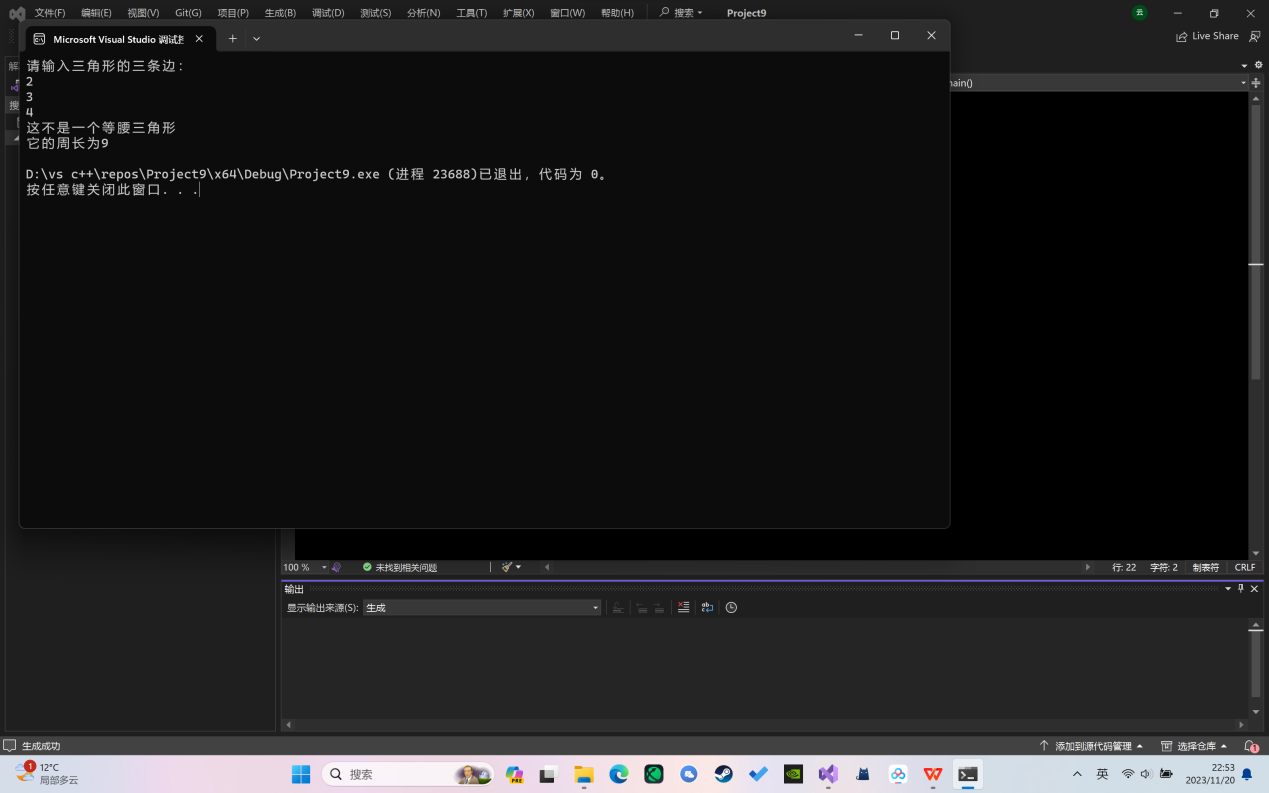 文件(F) 编辑(E) 视图(V) Git(G) 项目(P) 生成(B) 调试(D) 测试(S) 分析(N) 工具(T) 扩展(X) 窗口(W) 帮助(H) 搜索 Project9 云
Live Share
Microsoft Visual Studio 调试
请输入三角形的三条边：
2
3
4
这不是一个等腰三角形
它的周长为9
D:\vs c++\repos\Project9\x64\Debug\Project9.exe (进程 23688)已退出，代码为 0。
按任意键关闭此窗口. . .
解
搜
main()
100 % 未找到相关问题 行: 22 字符: 2 制表符 CRLF
输出
显示输出来源(S): 生成
生成成功 添加到源代码管理 选择仓库 1
1 12°C
局部多云
搜索
PRE
英
22:53
2023/11/20